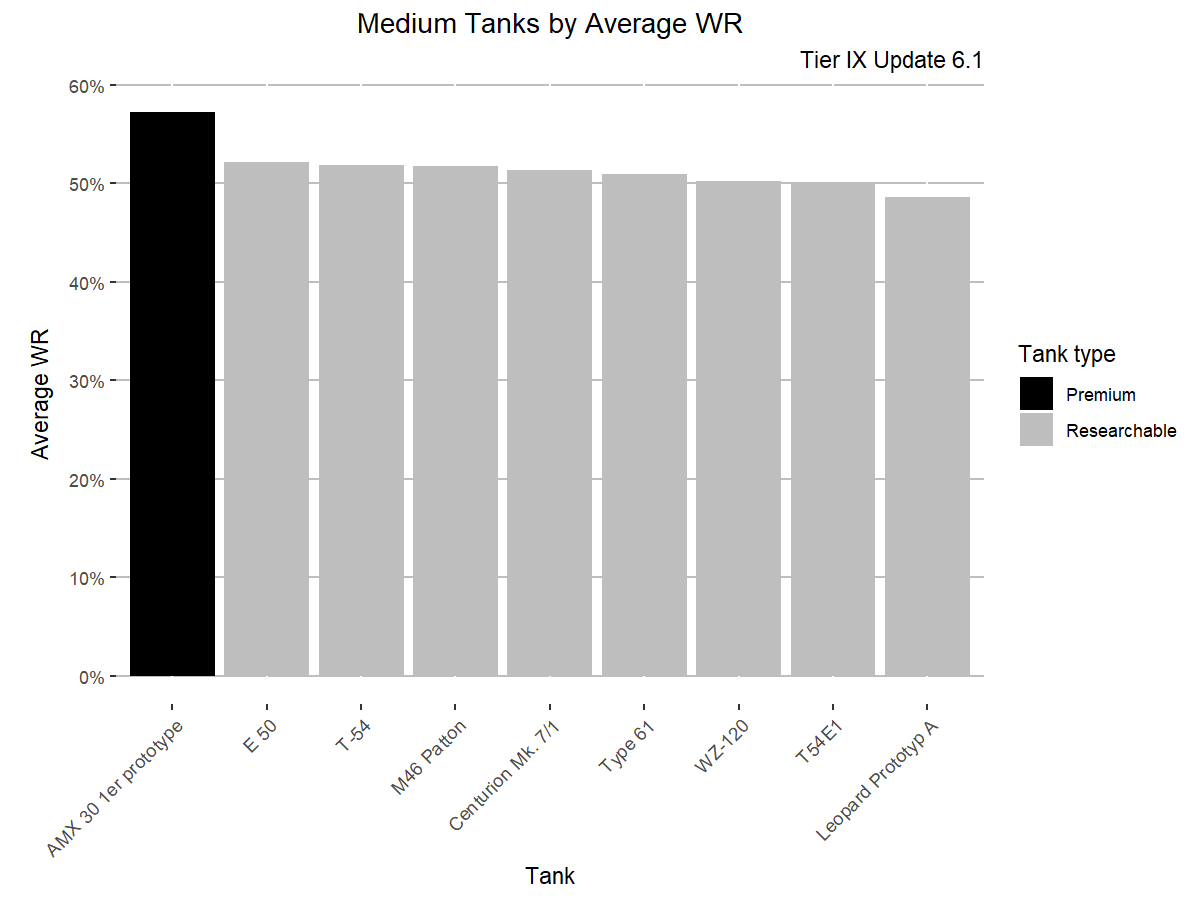 Medium Tanks by Average WR
Tier IX Update 6.1
60%
50%
40%
30%
20%
10%
0%
Average WR
AMX 30 1er prototype
E 50
T-54
M46 Patton
Centurion Mk. 7/1
Type 61
WZ-120
T54E1
Leopard Prototyp A
Tank
Tank type
Premium
Researchable